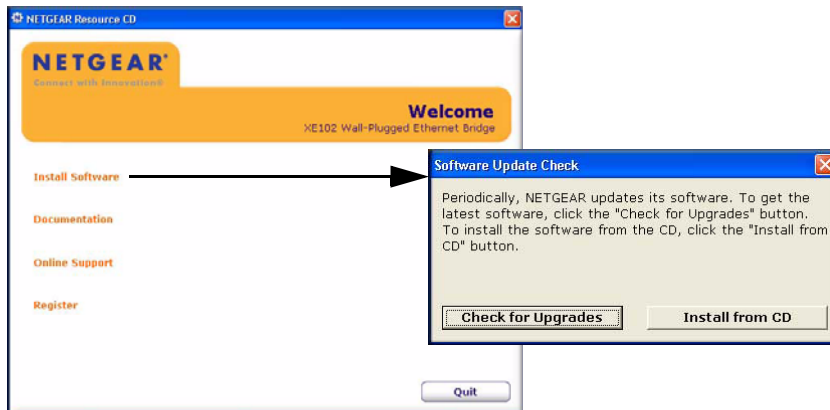 NETGEAR Resource CD
NETGEAR®
Connect with Innovation®
Welcome
XE102 Wall-Plugged Ethernet Bridge
Install Software
Documentation
Online Support
Register
Quit
Software Update Check
Periodically, NETGEAR updates its software. To get the
latest software, click the "Check for Upgrades" button.
To install the software from the CD, click the "Install from
CD" button.
Check for Upgrades
Install from CD